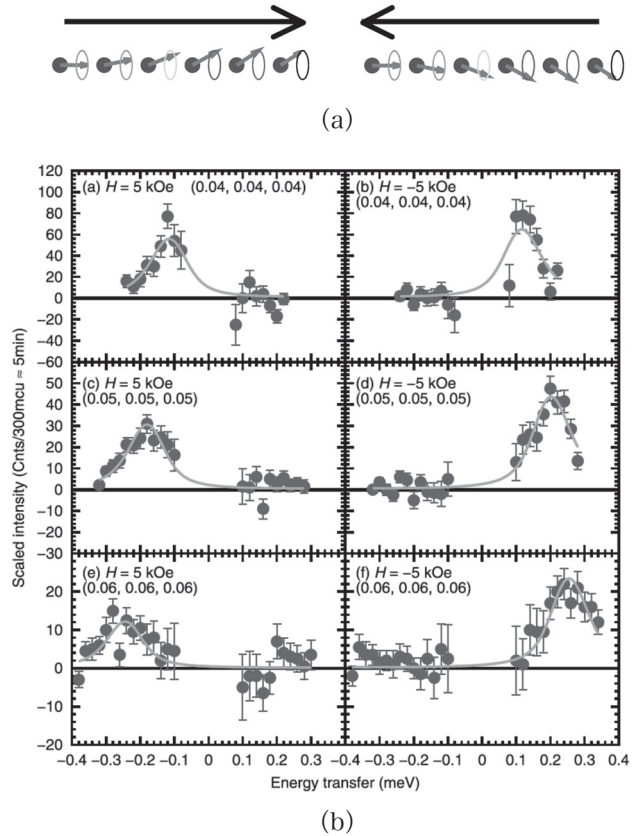 (a)
Scaled intensity (Cnts/300mcu ≈ 5min)
120
100
80
60
40
20
0
−20
−40
−60
(a) H = 5 kOe (0.04, 0.04, 0.04)
(b) H = −5 kOe
(0.04, 0.04, 0.04)
50
40
30
20
10
0
−10
−20
−30
(c) H = 5 kOe
(0.05, 0.05, 0.05)
(d) H = −5 kOe
(0.05, 0.05, 0.05)
20
10
0
−10
−20
(e) H = 5 kOe
(0.06, 0.06, 0.06)
(f) H = −5 kOe
(0.06, 0.06, 0.06)
−0.4 −0.3 −0.2 −0.1 0 0.1 0.2 0.3 −0.4 −0.3 −0.2 −0.1 0 0.1 0.2 0.3 0.4
Energy transfer (meV)
(b)